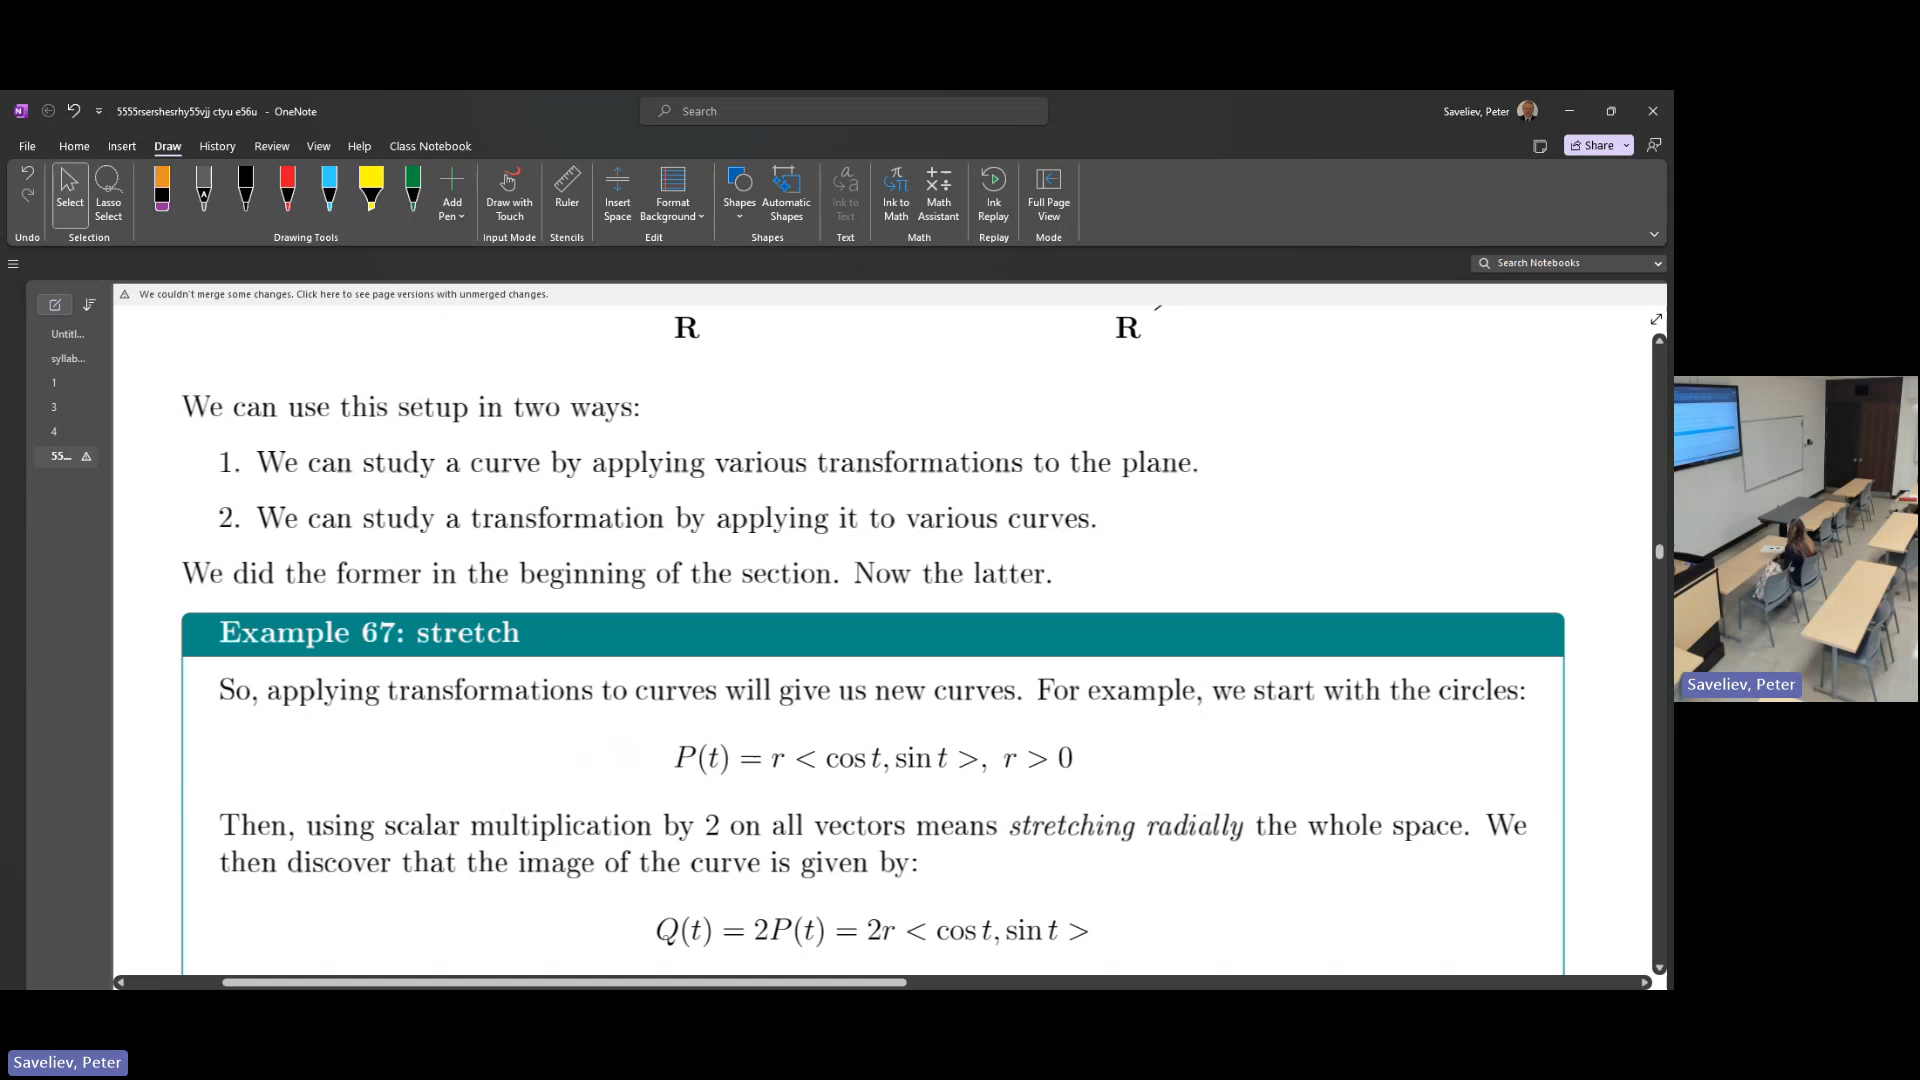 5555rsershesrhy55vjj ctyu e56u - OneNote
Search
Saveliev, Peter
File Home Insert Draw History Review View Help Class Notebook
Share
Select
Lasso Select
Add Pen
Draw with Touch
Ruler
Insert Space
Format Background
Shapes
Automatic Shapes
Ink to Text
Ink to Math
Math Assistant
Ink Replay
Full Page View
Undo Selection Drawing Tools Input Mode Stencils Edit Shapes Text Math Replay Mode
Search Notebooks
We couldn't merge some changes. Click here to see page versions with unmerged changes.
Untitl...
syllab...
1
3
4
55...
R R
We can use this setup in two ways:
1. We can study a curve by applying various transformations to the plane.
2. We can study a transformation by applying it to various curves.
We did the former in the beginning of the section. Now the latter.
Example 67: stretch
So, applying transformations to curves will give us new curves. For example, we start with the circles:
P(t) = r < cos t, sin t >, r > 0
Then, using scalar multiplication by 2 on all vectors means stretching radially the whole space. We
then discover that the image of the curve is given by:
Q(t) = 2P(t) = 2r < cos t, sin t >
Saveliev, Peter
Saveliev, Peter